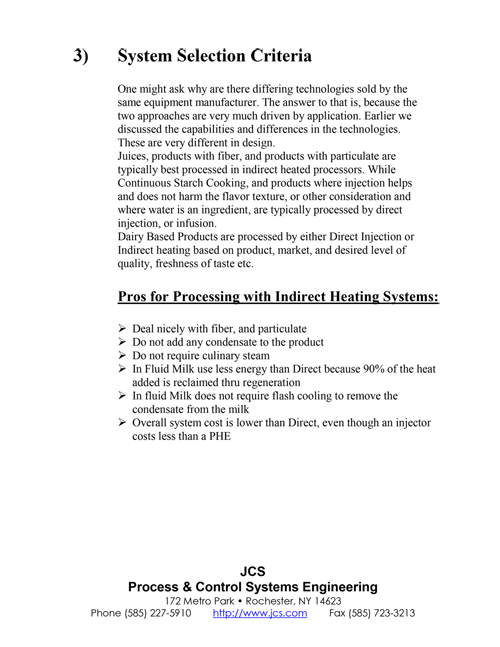 3) System Selection Criteria
One might ask why are there differing technologies sold by the
same equipment manufacturer. The answer to that is, because the
two approaches are very much driven by application. Earlier we
discussed the capabilities and differences in the technologies.
These are very different in design.
Juices, products with fiber, and products with particulate are
typically best processed in indirect heated processors. While
Continuous Starch Cooking, and products where injection helps
and does not harm the flavor texture, or other consideration and
where water is an ingredient, are typically processed by direct
injection, or infusion.
Dairy Based Products are processed by either Direct Injection or
Indirect heating based on product, market, and desired level of
quality, freshness of taste etc.
Pros for Processing with Indirect Heating Systems:
➢ Deal nicely with fiber, and particulate
➢ Do not add any condensate to the product
➢ Do not require culinary steam
➢ In Fluid Milk use less energy than Direct because 90% of the heat
added is reclaimed thru regeneration
➢ In fluid Milk does not require flash cooling to remove the
condensate from the milk
➢ Overall system cost is lower than Direct, even though an injector
costs less than a PHE
JCS
Process & Control Systems Engineering
172 Metro Park • Rochester, NY 14623
Phone (585) 227-5910 http://www.jcs.com Fax (585) 723-3213